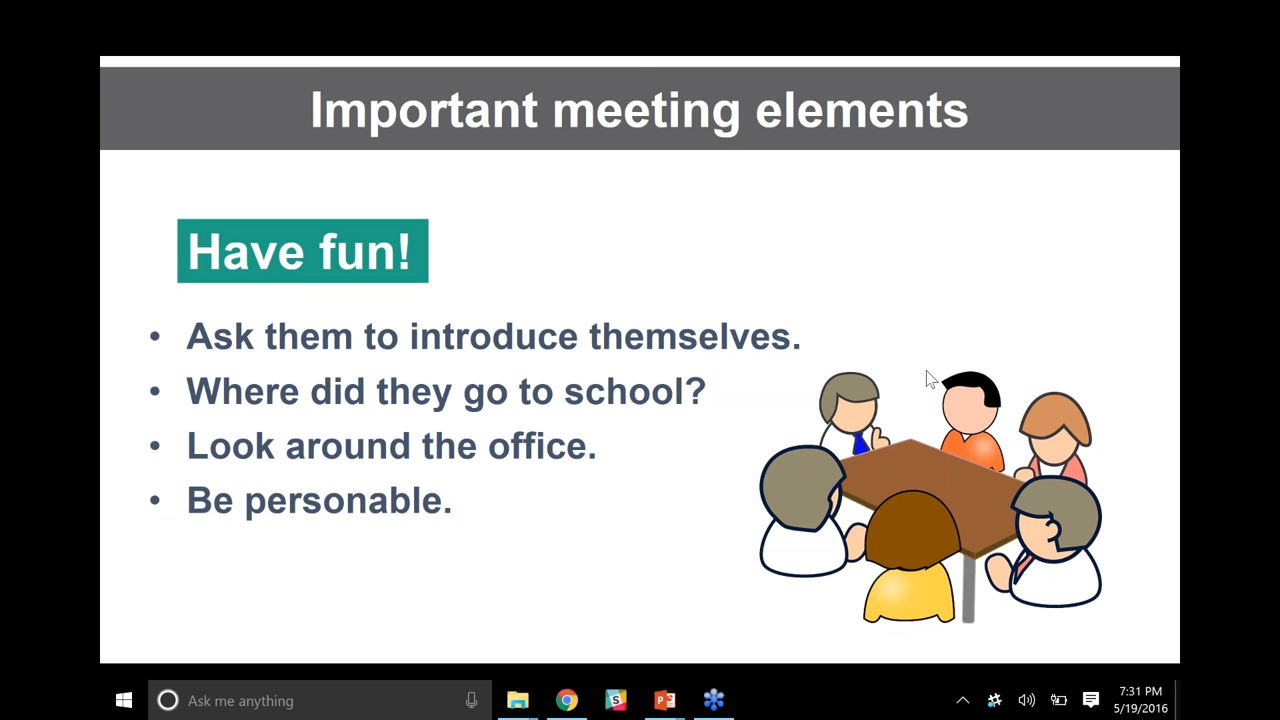 Important meeting elements
Have fun!
• Ask them to introduce themselves.
• Where did they go to school?
• Look around the office.
• Be personable.
Ask me anything
7:31 PM
5/19/2016